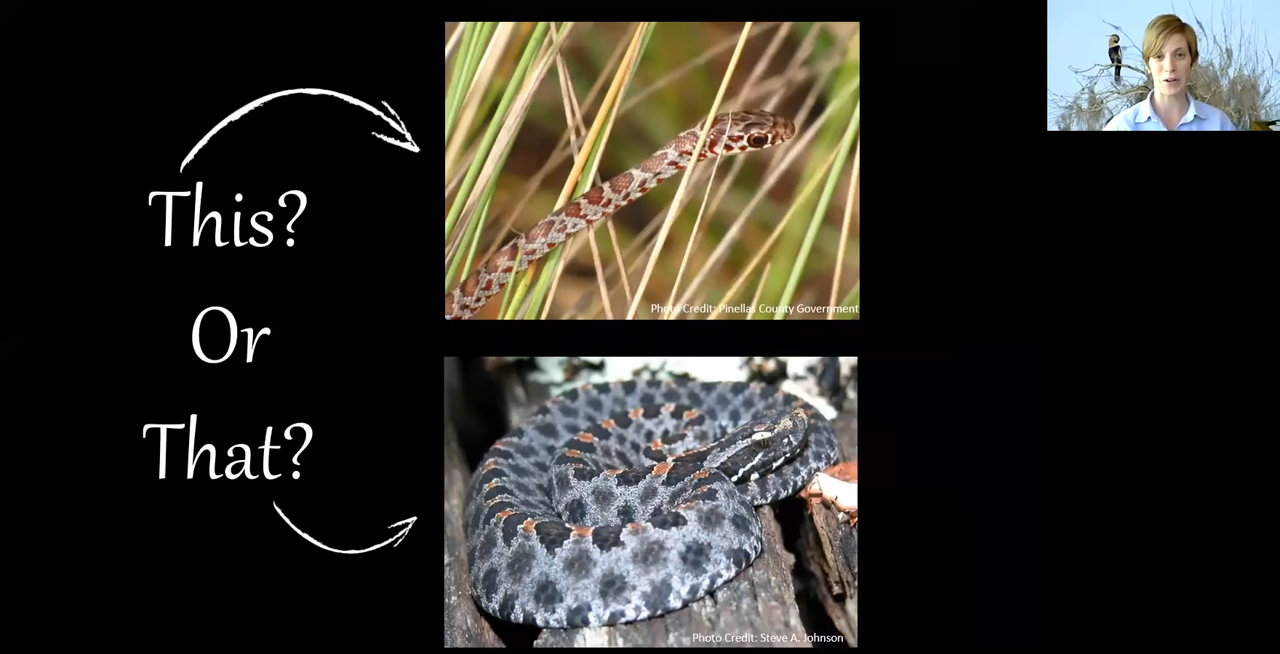 This?
Or
That?
Photo Credit: Pinellas County Government
Photo Credit: Steve A. Johnson